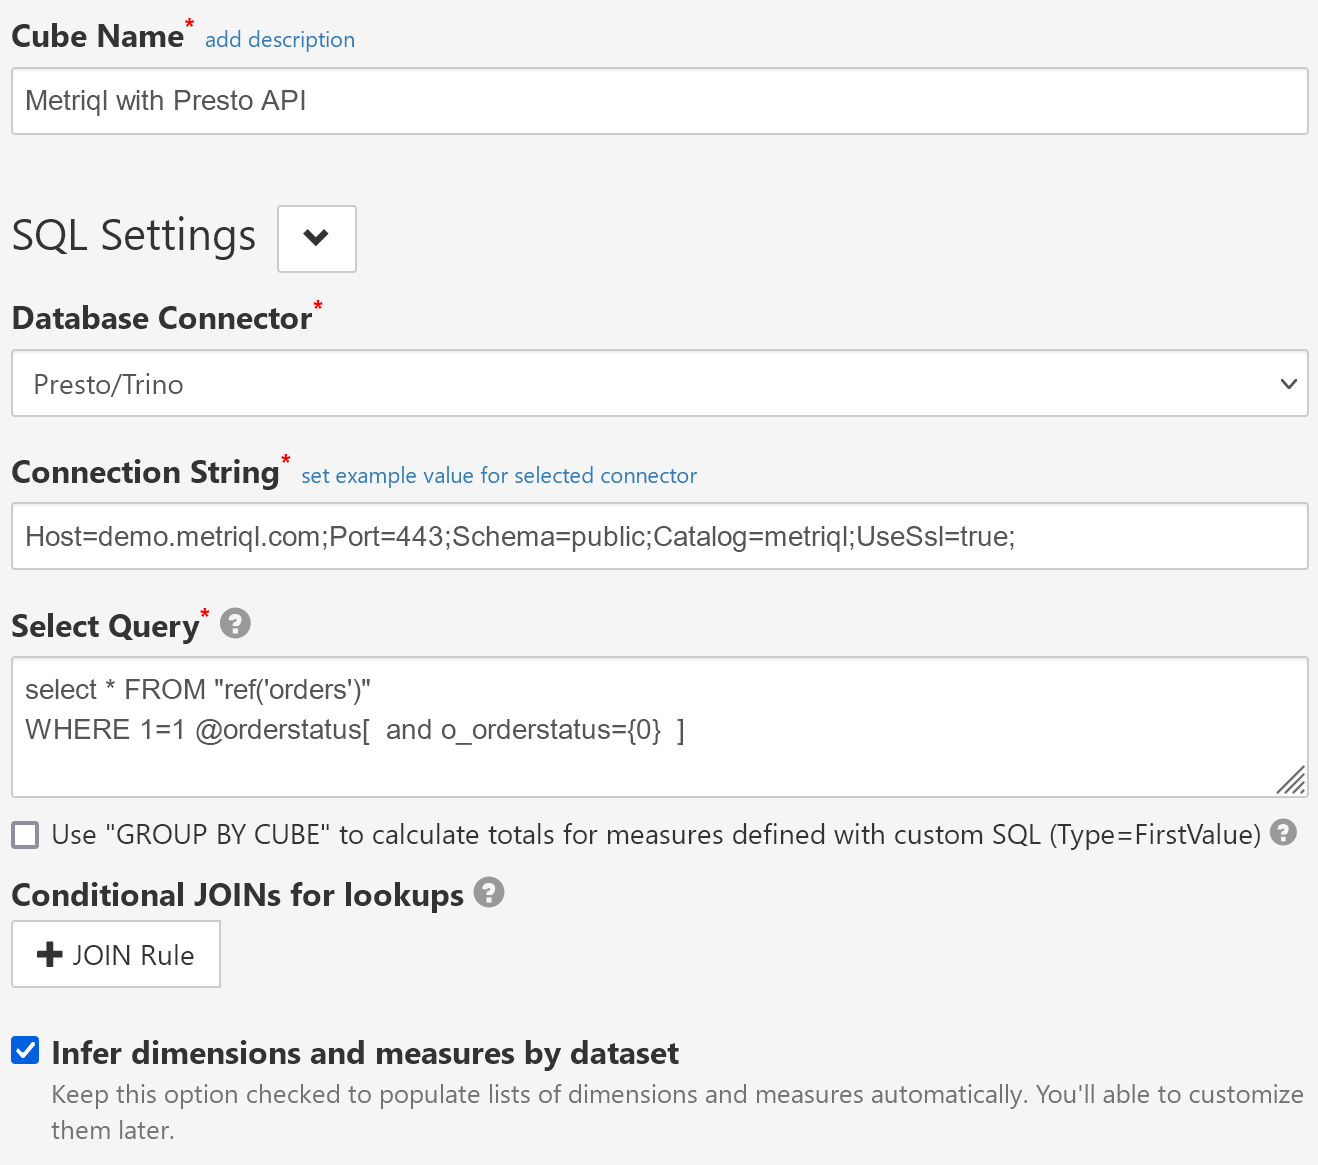 Cube Name* add description
Metriql with Presto API
SQL Settings
Database Connector*
Presto/Trino
Connection String* set example value for selected connector
Host=demo.metriql.com;Port=443;Schema=public;Catalog=metriql;UseSsl=true;
Select Query* ?
select * FROM "ref('orders')"
WHERE 1=1 @orderstatus[  and o_orderstatus={0}  ]
Use "GROUP BY CUBE" to calculate totals for measures defined with custom SQL (Type=FirstValue) ?
Conditional JOINs for lookups ?
JOIN Rule
Infer dimensions and measures by dataset
Keep this option checked to populate lists of dimensions and measures automatically. You'll able to customize
them later.